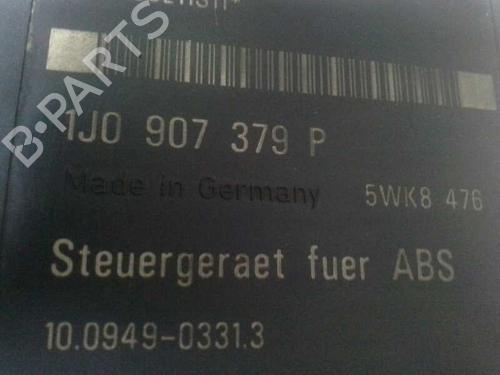 B-PARTS
1J0 907 379 P
Made in Germany 5WK8 476
Steuergeraet fuer ABS
10.0949-0331.3